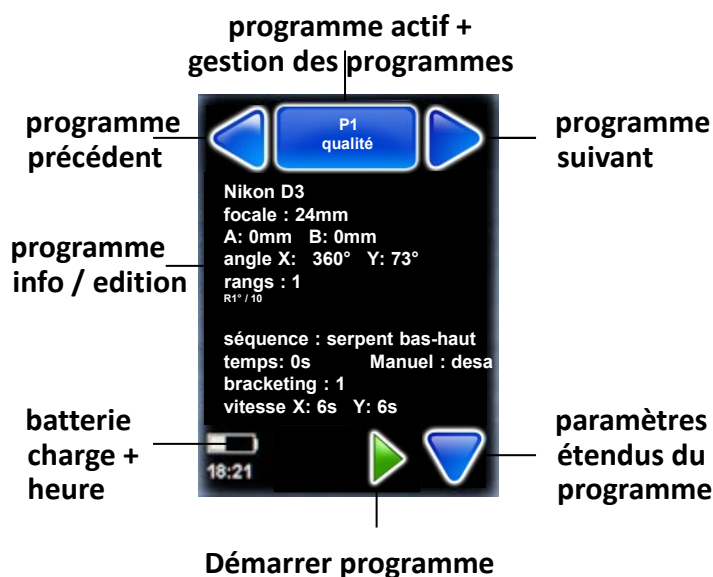 programme actif +
gestion des programmes
programme
précédent
P1
qualité
programme
suivant
Nikon D3
focale : 24mm
A: 0mm B: 0mm
angle X: 360° Y: 73°
rangs : 1
R1° / 10
programme
info / edition
séquence : serpent bas-haut
temps: 0s Manuel : desa
bracketing : 1
vitesse X: 6s Y: 6s
batterie
charge +
heure
18:21
paramètres
étendus du
programme
Démarrer programme